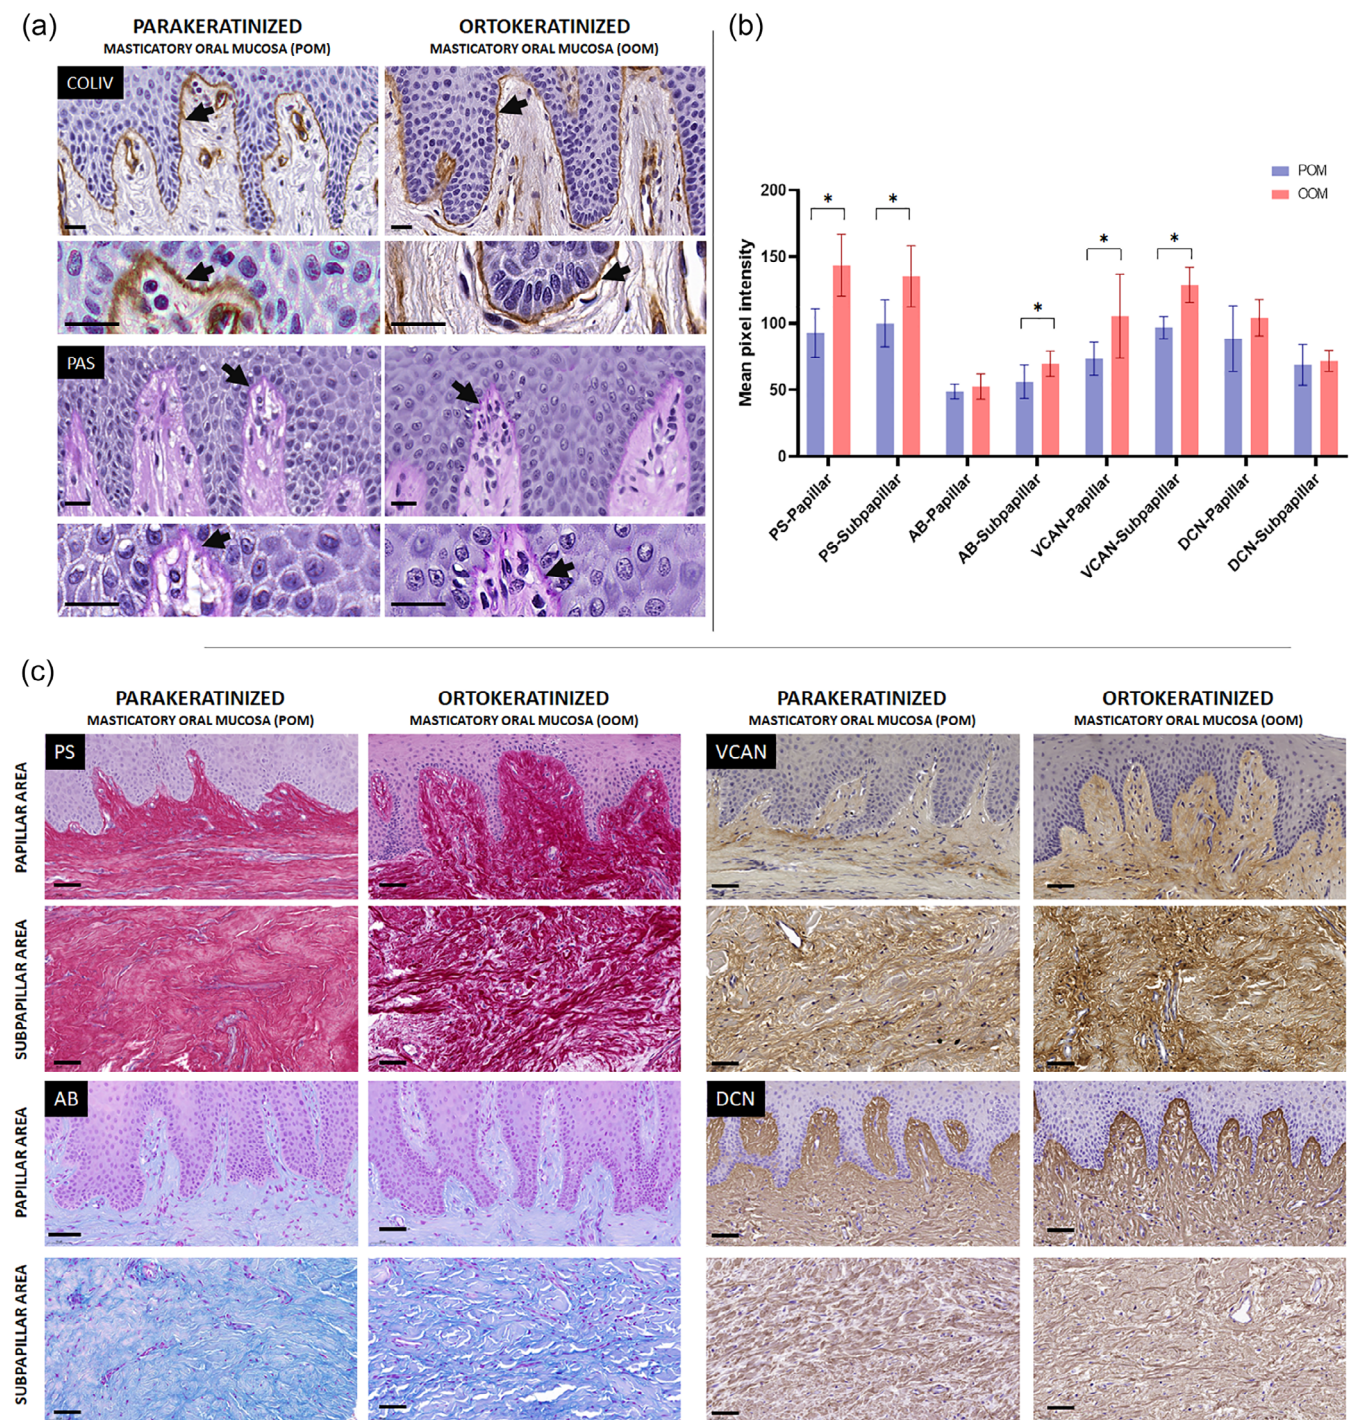 (a)
PARAKERATINIZED
MASTICATORY ORAL MUCOSA (POM)
ORTOKERATINIZED
MASTICATORY ORAL MUCOSA (OOM)
COLIV
PAS
(b)
POM
OOM
Mean pixel intensity
200
150
100
50
0
*
*
*
*
*
PS-Papillar
PS-Subpapillar
AB-Papillar
AB-Subpapillar
VCAN-Papillar
VCAN-Subpapillar
DCN-Papillar
DCN-Subpapillar
(c)
PARAKERATINIZED
MASTICATORY ORAL MUCOSA (POM)
ORTOKERATINIZED
MASTICATORY ORAL MUCOSA (OOM)
PARAKERATINIZED
MASTICATORY ORAL MUCOSA (POM)
ORTOKERATINIZED
MASTICATORY ORAL MUCOSA (OOM)
PAPILLAR AREA
PS
VCAN
SUBPAPILLAR AREA
PAPILLAR AREA
AB
DCN
SUBPAPILLAR AREA